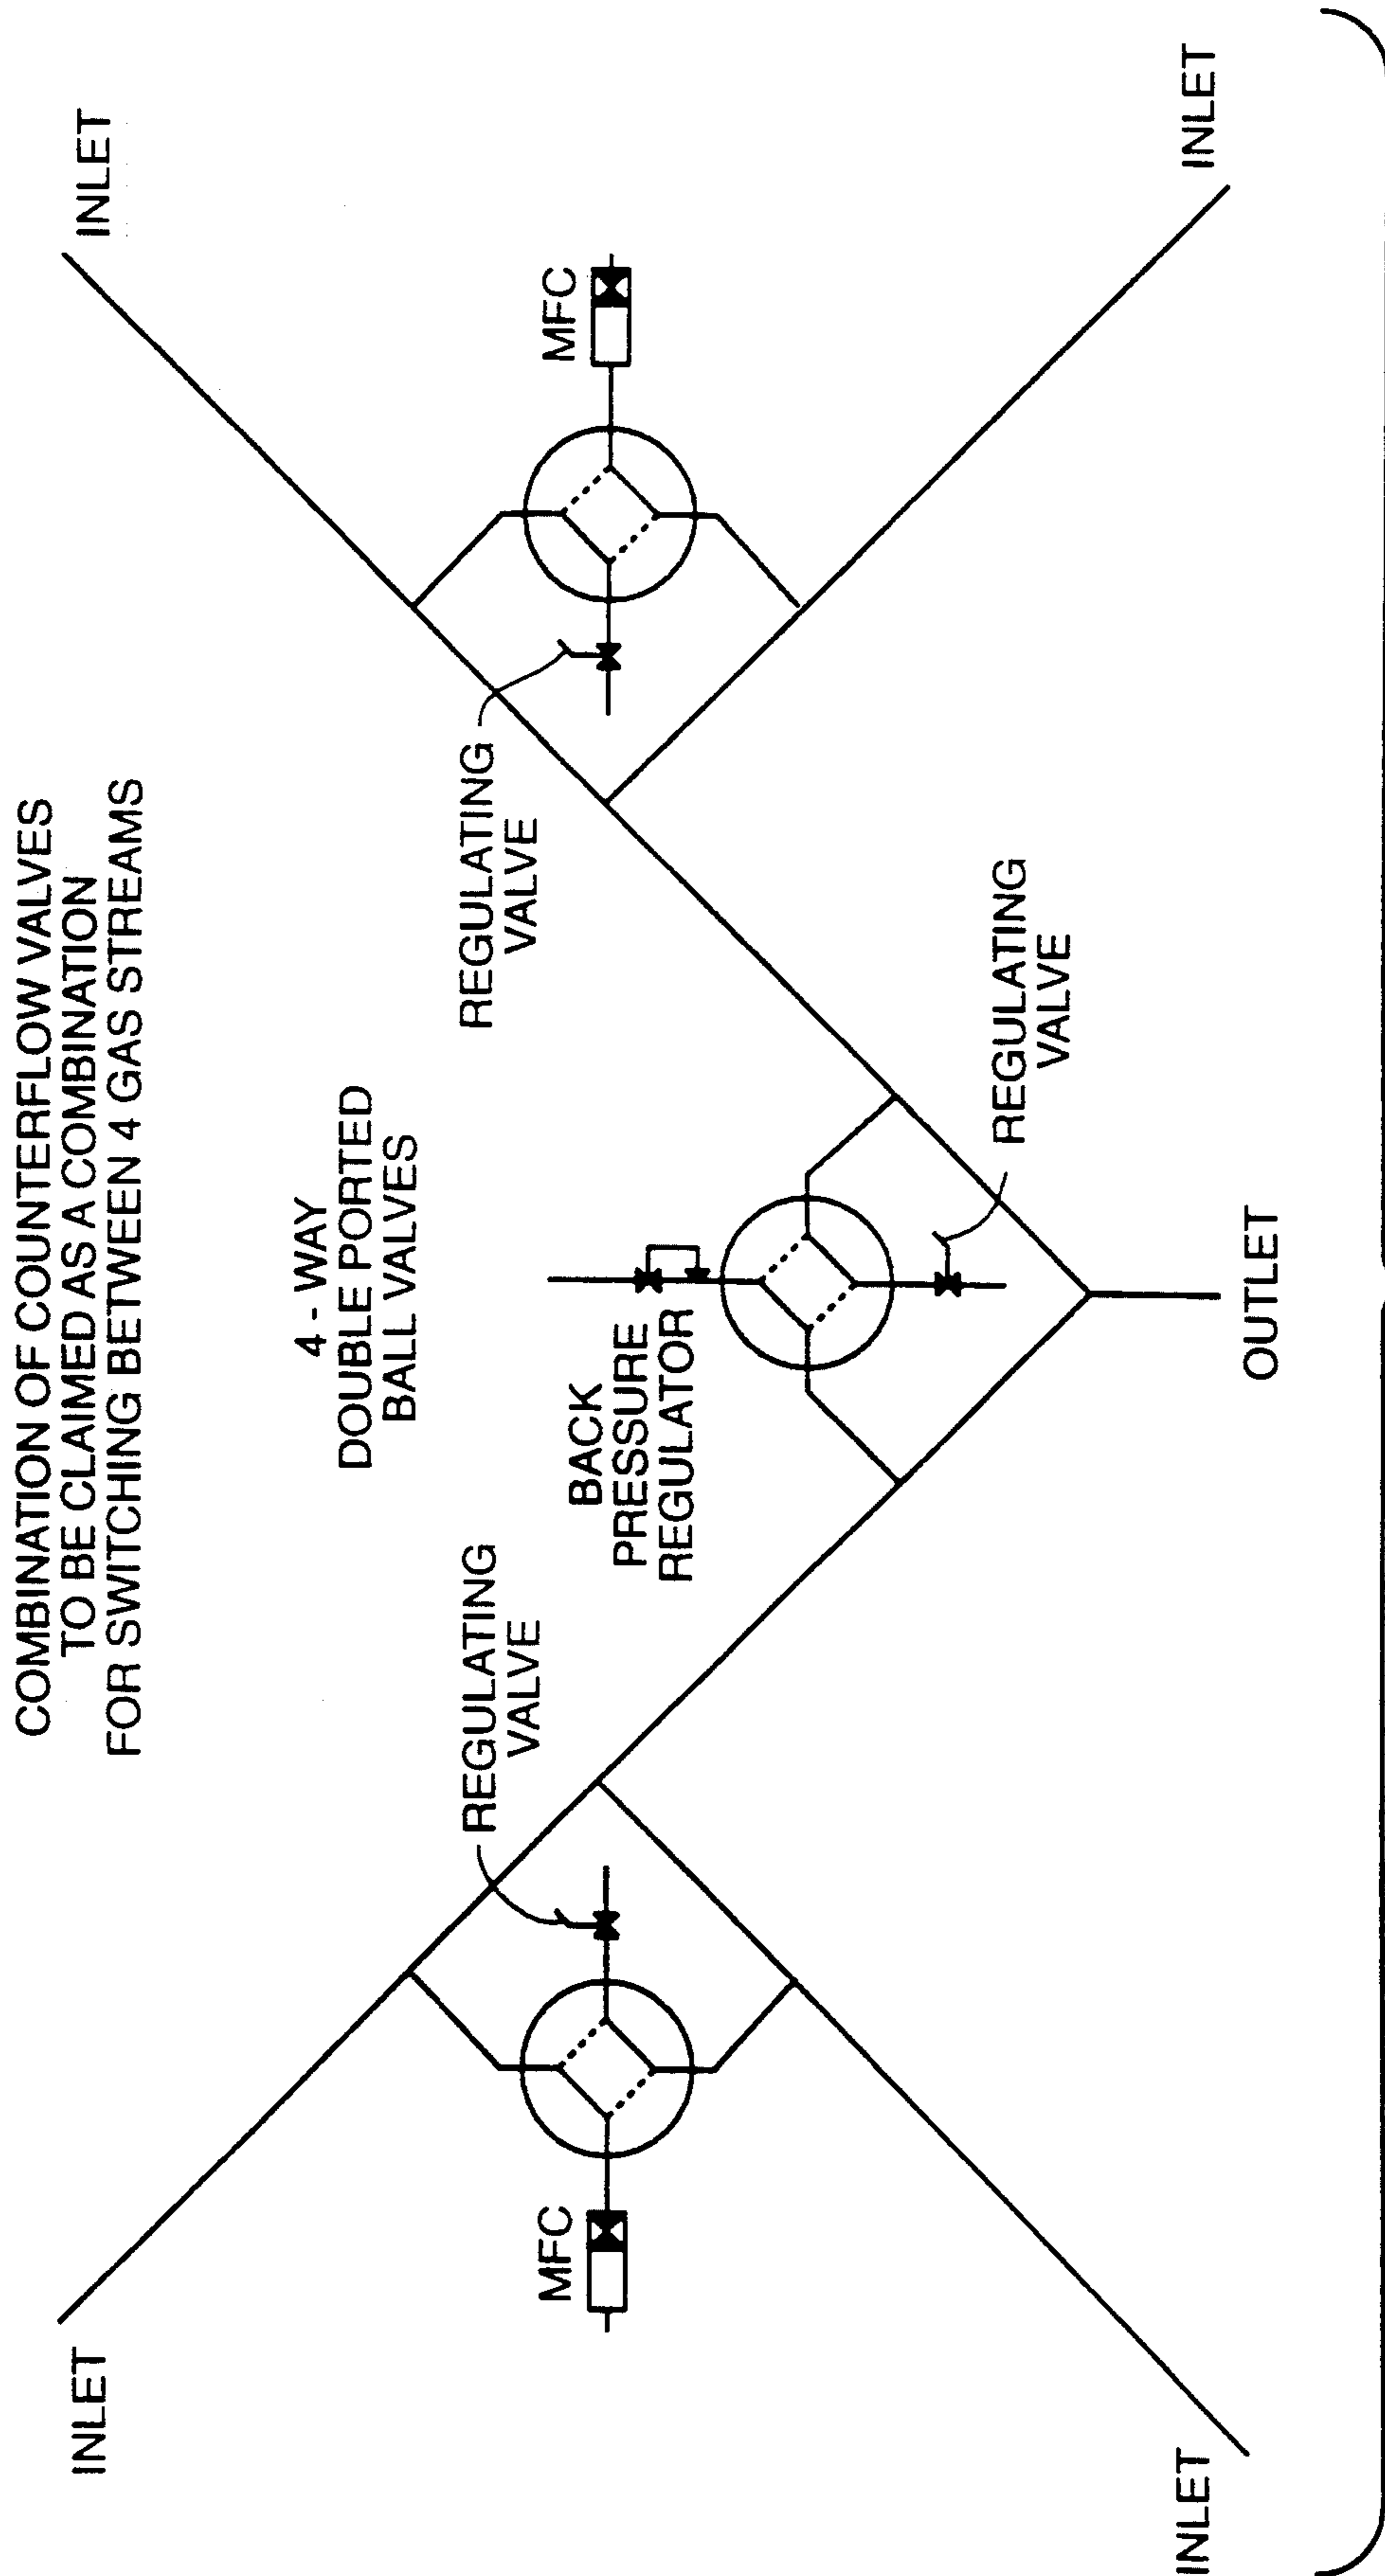 COMBINATION OF COUNTERFLOW VALVES
TO BE CLAIMED AS A COMBINATION
FOR SWITCHING BETWEEN 4 GAS STREAMS
INLET
INLET
4 - WAY
DOUBLE PORTED
BALL VALVES
REGULATING
VALVE
REGULATING
VALVE
MFC
MFC
BACK
PRESSURE
REGULATOR
REGULATING
VALVE
INLET
OUTLET
INLET